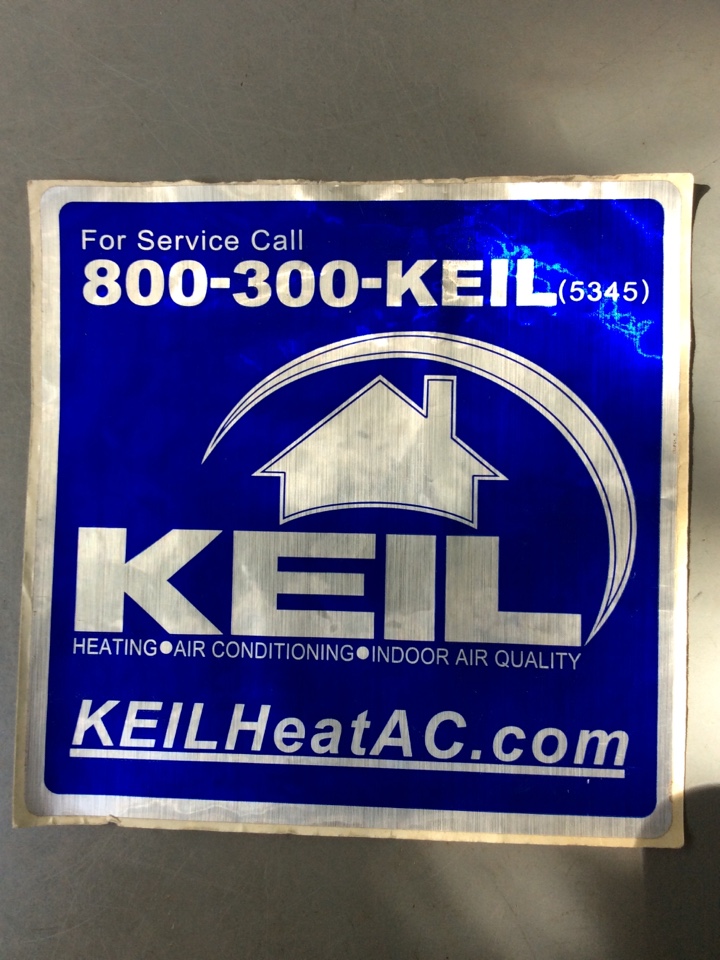 For Service Call
800-300-KEIL(5345)
KEIL
HEATING●AIR CONDITIONING●INDOOR AIR QUALITY
KEILHeatAC.com